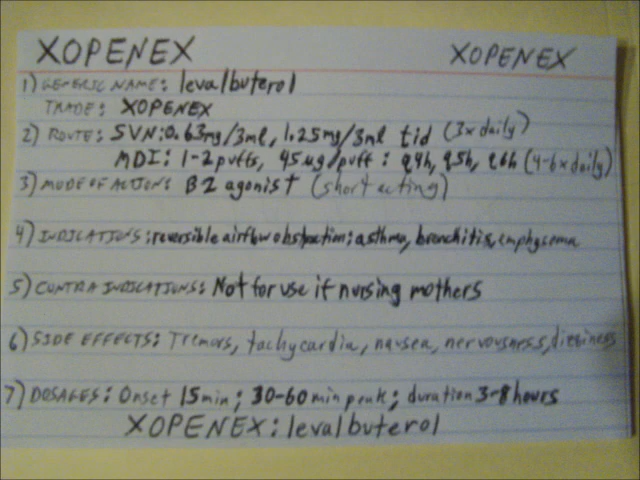 XOPENEX XOPENEX
1) GENERIC NAME: levalbuterol
TRADE: XOPENEX
2) ROUTE: SVN: 0.63mg/3ml, 1.25mg/3ml tid (3x daily)
MDI: 1-2 puffs, 45ug/puff: q4h, q5h, q6h (4-6x daily)
3) MODE OF ACTION: B2 agonist (short acting)
4) INDICATIONS: reversible airflow obstruction; asthma, bronchitis, emphysema
5) CONTRA INDICATIONS: Not for use if nursing mothers
6) SIDE EFFECTS: Tremors, tachycardia, nausea, nervousness, dizziness
7) DOSAGES: Onset 15min; 30-60min peak; duration 3-8 hours
XOPENEX: levalbuterol